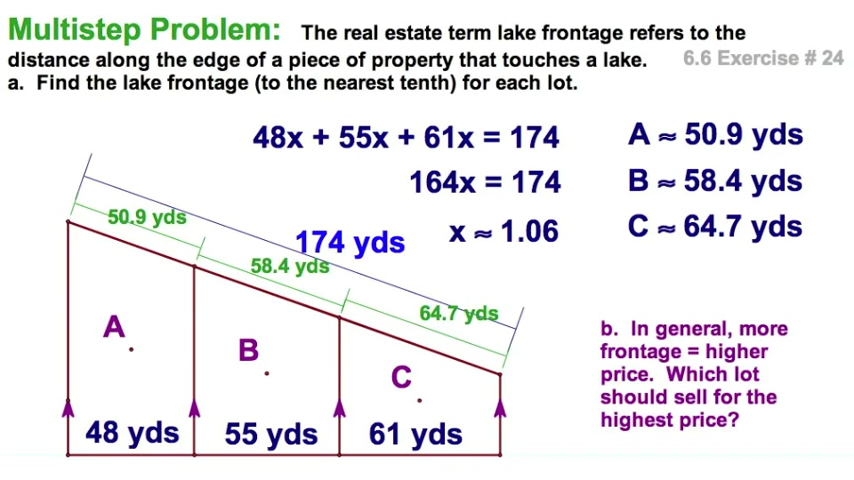 Multistep Problem: The real estate term lake frontage refers to the
distance along the edge of a piece of property that touches a lake. 6.6 Exercise # 24
a. Find the lake frontage (to the nearest tenth) for each lot.
48x + 55x + 61x = 174
164x = 174
x ≈ 1.06
A ≈ 50.9 yds
B ≈ 58.4 yds
C ≈ 64.7 yds
50.9 yds
174 yds
58.4 yds
64.7 yds
A
B
C
48 yds
55 yds
61 yds
b. In general, more
frontage = higher
price. Which lot
should sell for the
highest price?